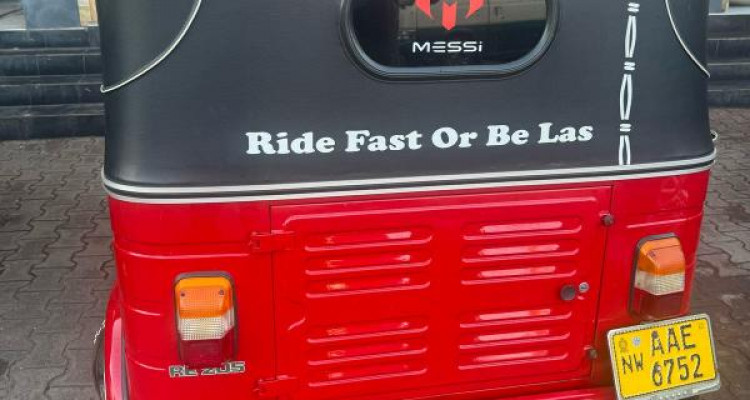 MESSi
Ride Fast Or Be Las
RE 205
NW AAE
6752